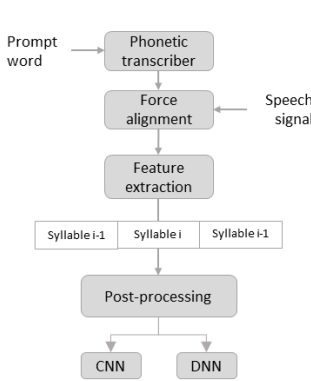 Prompt
word
Phonetic
transcriber
Force
alignment
Speech
signal
Feature
extraction
Syllable i-1
Syllable i
Syllable i-1
Post-processing
CNN
DNN